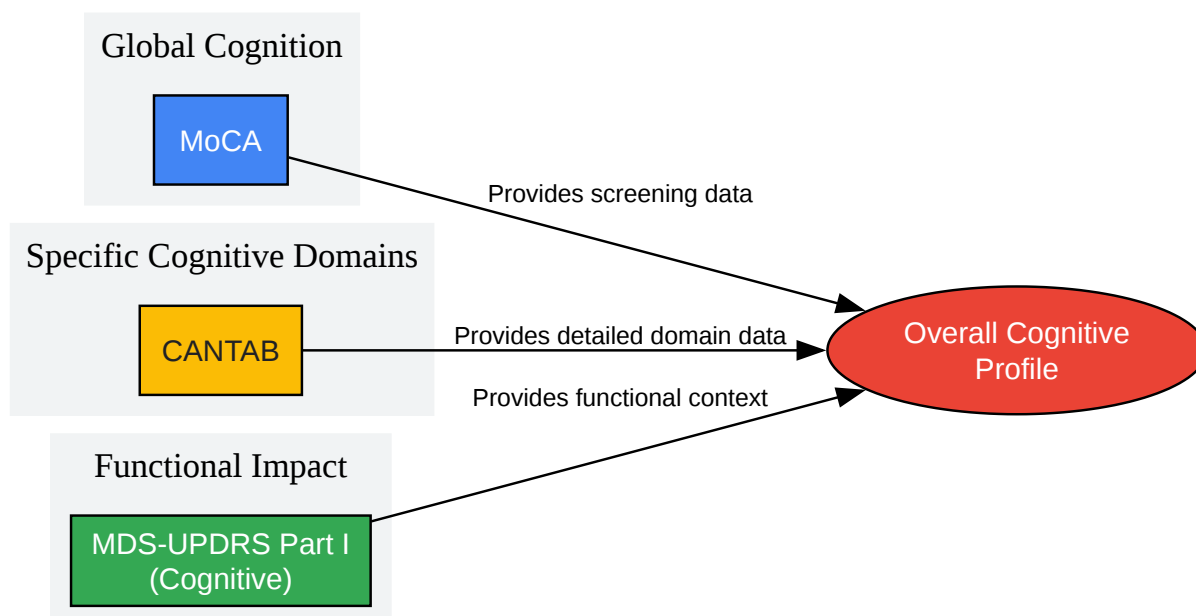 Global Cognition
MoCA
Provides screening data
Specific Cognitive Domains
CANTAB
Provides detailed domain data
Overall Cognitive
Profile
Provides functional context
Functional Impact
MDS-UPDRS Part I
(Cognitive)